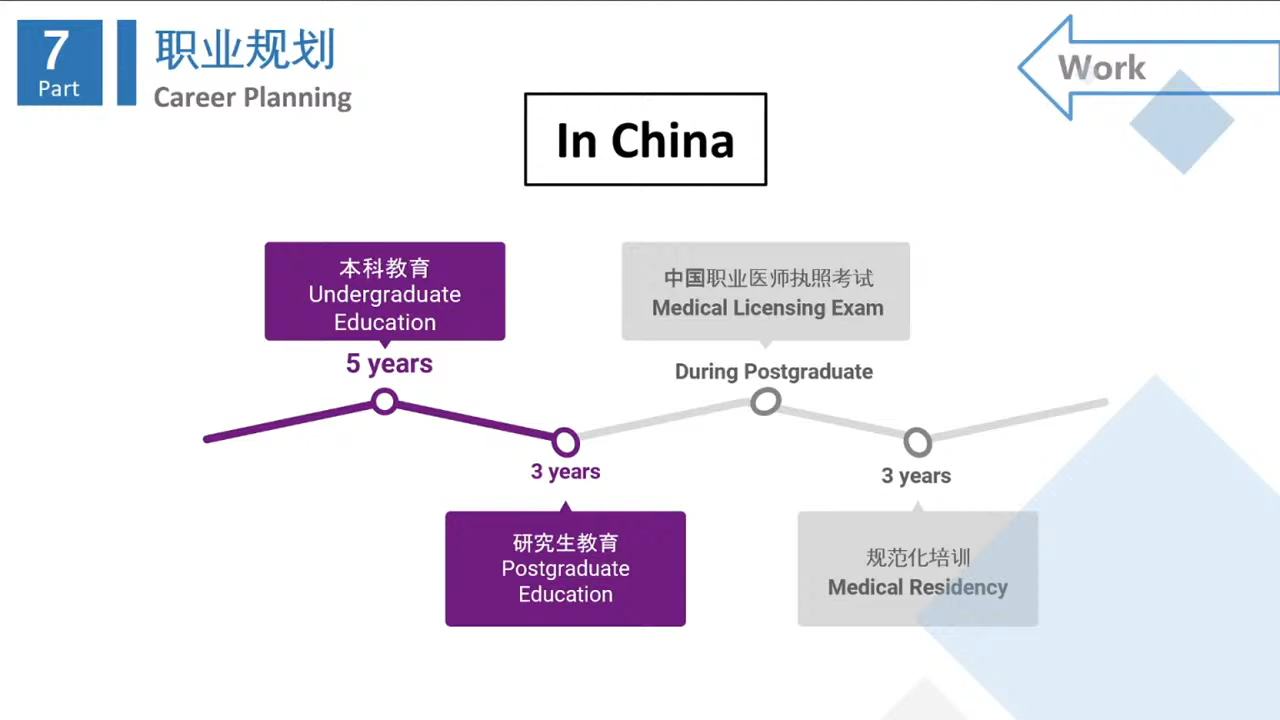 7
Part
职业规划
Career Planning
Work
In China
本科教育
Undergraduate
Education
5 years
中国职业医师执照考试
Medical Licensing Exam
During Postgraduate
3 years
研究生教育
Postgraduate
Education
3 years
规范化培训
Medical Residency